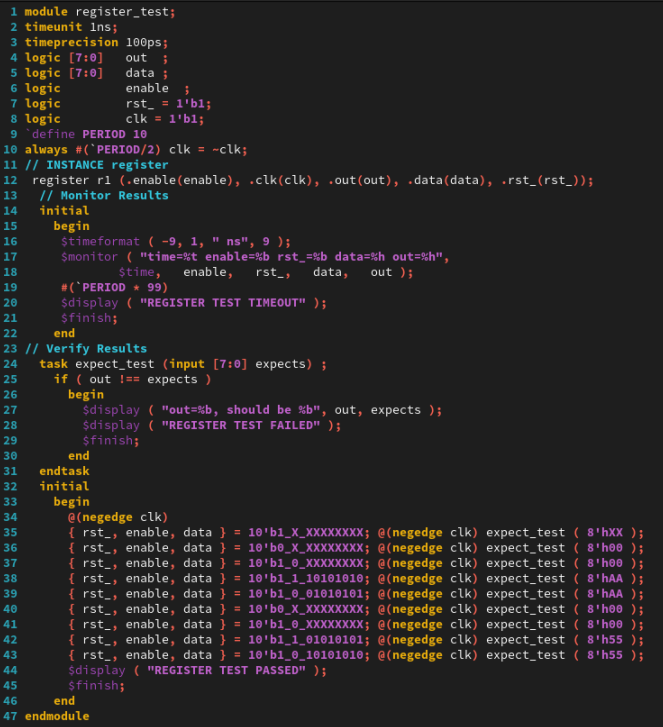 1 module register_test;
2 timeunit 1ns;
3 timeprecision 100ps;
4 logic [7:0]   out  ;
5 logic [7:0]   data ;
6 logic         enable  ;
7 logic         rst_ = 1'b1;
8 logic         clk = 1'b1;
9 `define PERIOD 10
10 always #(`PERIOD/2) clk = ~clk;
11 // INSTANCE register
12  register r1 (.enable(enable), .clk(clk), .out(out), .data(data), .rst_(rst_));
13   // Monitor Results
14   initial
15     begin
16      $timeformat ( -9, 1, " ns", 9 );
17      $monitor ( "time=%t enable=%b rst_=%b data=%h out=%h",
18              $time,   enable,   rst_,   data,   out );
19      #(`PERIOD * 99)
20      $display ( "REGISTER TEST TIMEOUT" );
21      $finish;
22     end
23 // Verify Results
24   task expect_test (input [7:0] expects) ;
25     if ( out !== expects )
26       begin
27         $display ( "out=%b, should be %b", out, expects );
28         $display ( "REGISTER TEST FAILED" );
29         $finish;
30       end
31   endtask
32   initial
33     begin
34       @(negedge clk)
35       { rst_, enable, data } = 10'b1_X_XXXXXXXX; @(negedge clk) expect_test ( 8'hXX );
36       { rst_, enable, data } = 10'b0_X_XXXXXXXX; @(negedge clk) expect_test ( 8'h00 );
37       { rst_, enable, data } = 10'b1_0_XXXXXXXX; @(negedge clk) expect_test ( 8'h00 );
38       { rst_, enable, data } = 10'b1_1_10101010; @(negedge clk) expect_test ( 8'hAA );
39       { rst_, enable, data } = 10'b1_0_01010101; @(negedge clk) expect_test ( 8'hAA );
40       { rst_, enable, data } = 10'b0_X_XXXXXXXX; @(negedge clk) expect_test ( 8'h00 );
41       { rst_, enable, data } = 10'b1_0_XXXXXXXX; @(negedge clk) expect_test ( 8'h00 );
42       { rst_, enable, data } = 10'b1_1_01010101; @(negedge clk) expect_test ( 8'h55 );
43       { rst_, enable, data } = 10'b1_0_10101010; @(negedge clk) expect_test ( 8'h55 );
44       $display ( "REGISTER TEST PASSED" );
45       $finish;
46     end
47 endmodule